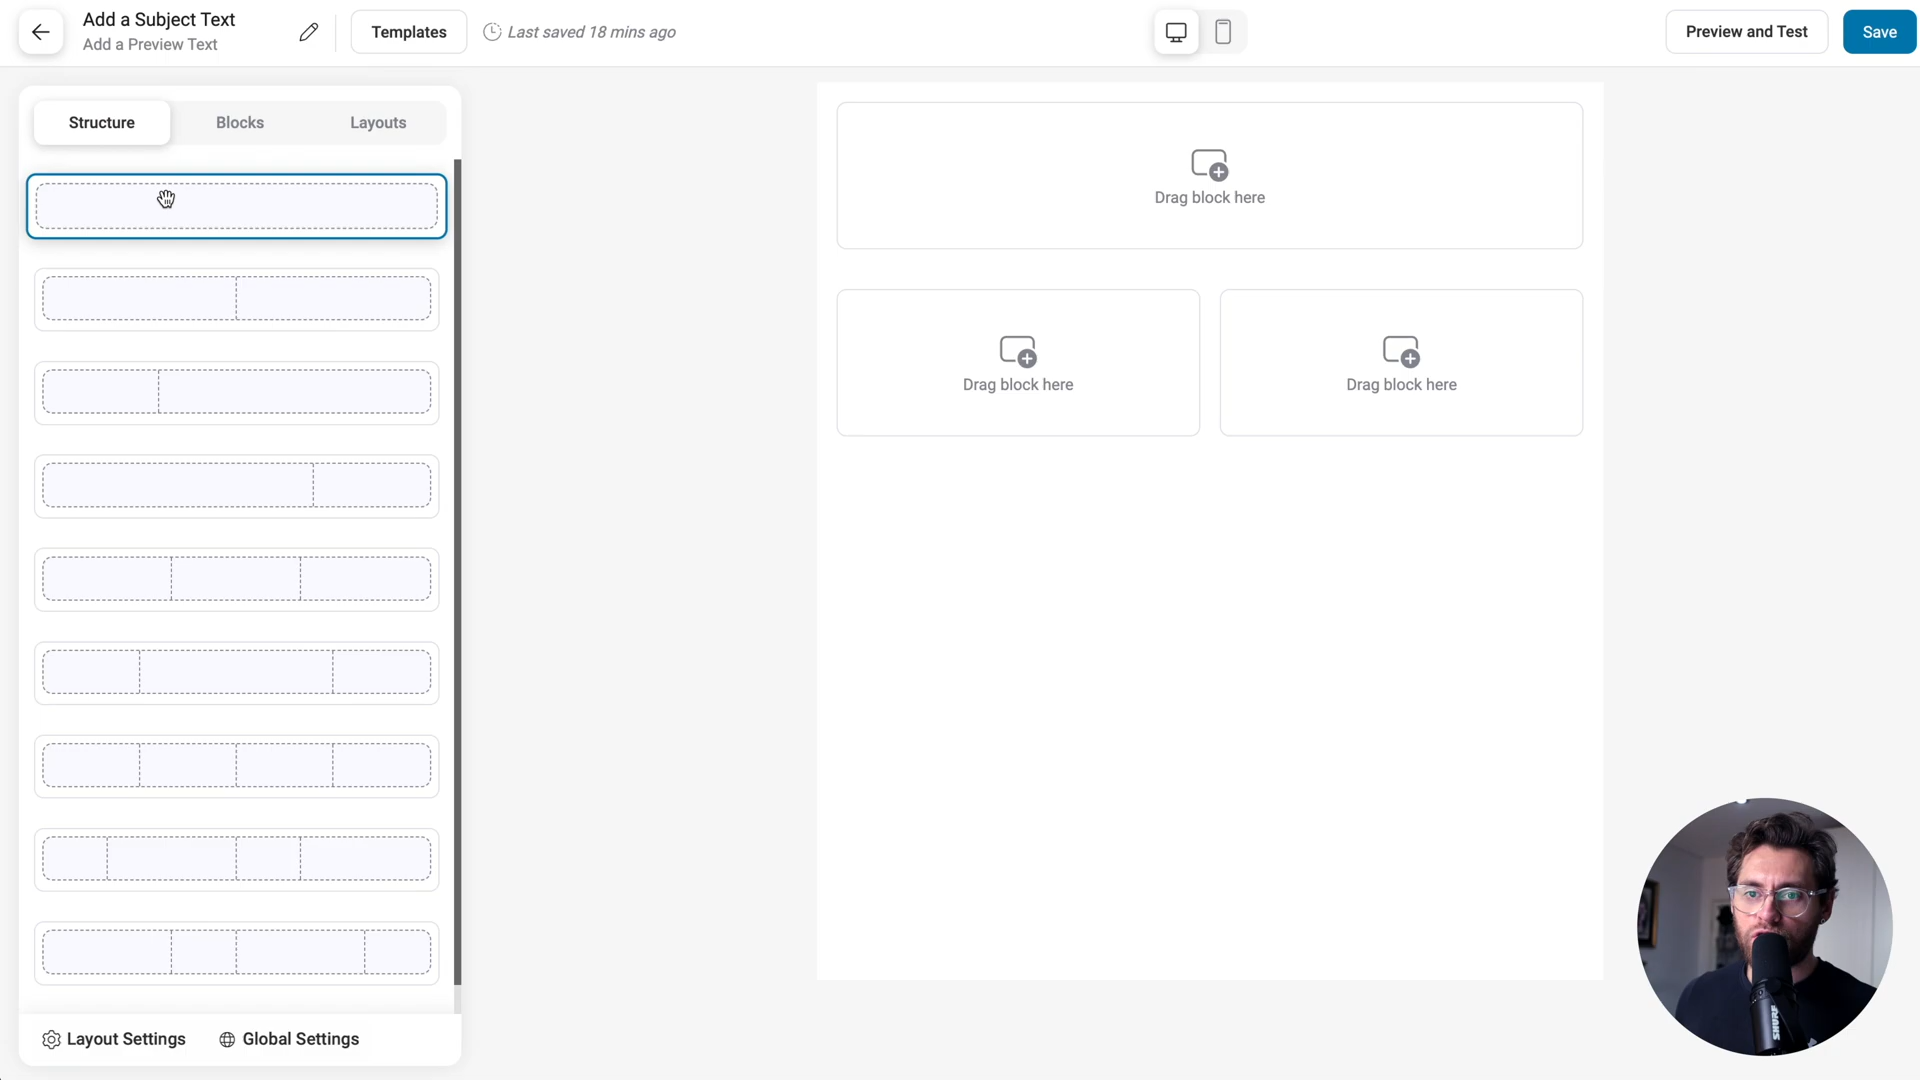 Add a Subject Text
Add a Preview Text
Templates
Last saved 18 mins ago
Preview and Test
Save
Structure
Blocks
Layouts
Drag block here
Drag block here
Drag block here
Layout Settings
Global Settings
SHURE